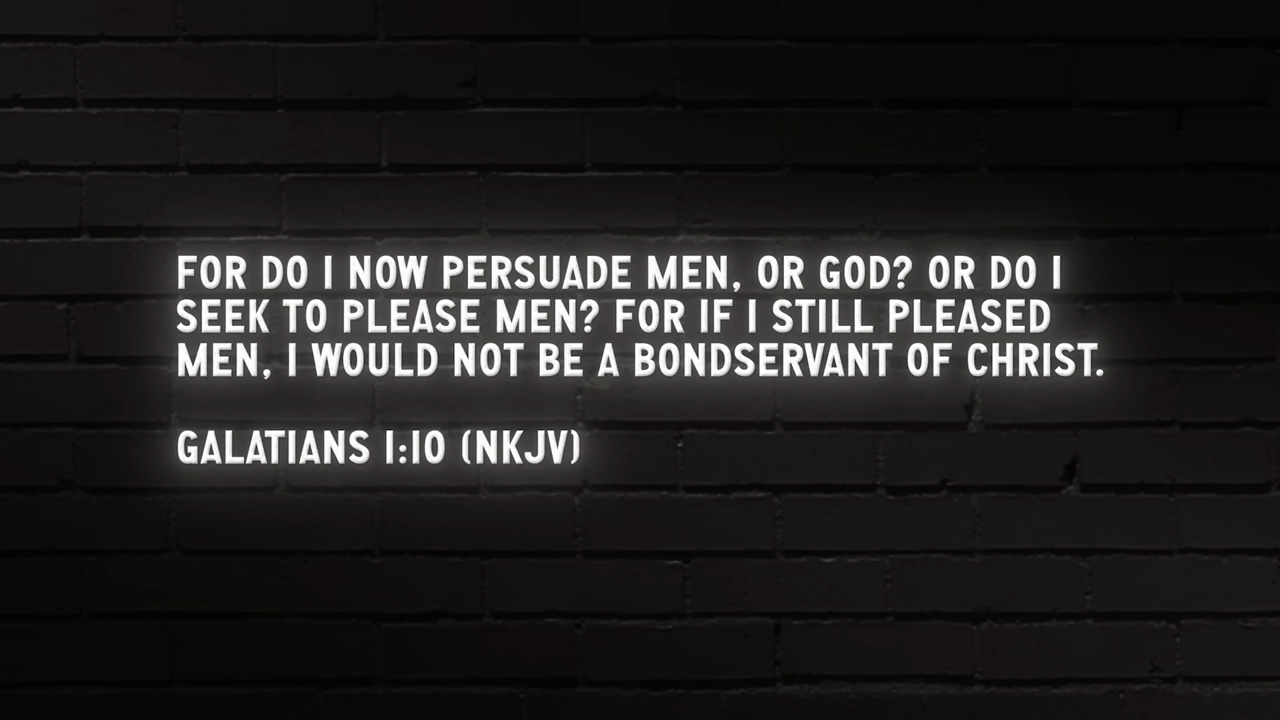 FOR DO I NOW PERSUADE MEN, OR GOD? OR DO I
SEEK TO PLEASE MEN? FOR IF I STILL PLEASED
MEN, I WOULD NOT BE A BONDSERVANT OF CHRIST.
GALATIANS 1:10 (NKJV)